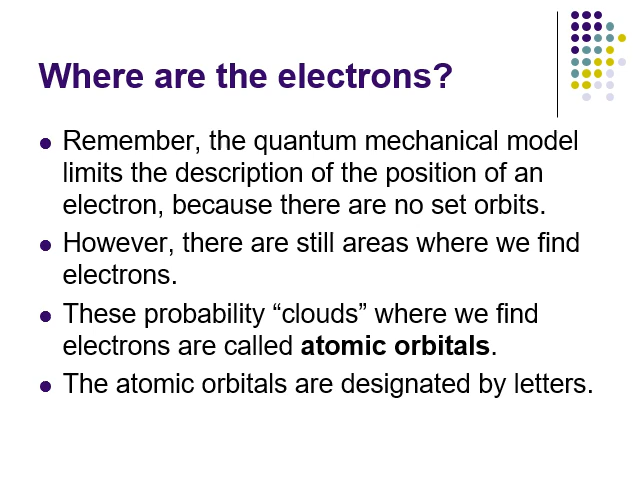 Where are the electrons?
Remember, the quantum mechanical model
limits the description of the position of an
electron, because there are no set orbits.
However, there are still areas where we find
electrons.
These probability “clouds” where we find
electrons are called atomic orbitals.
The atomic orbitals are designated by letters.